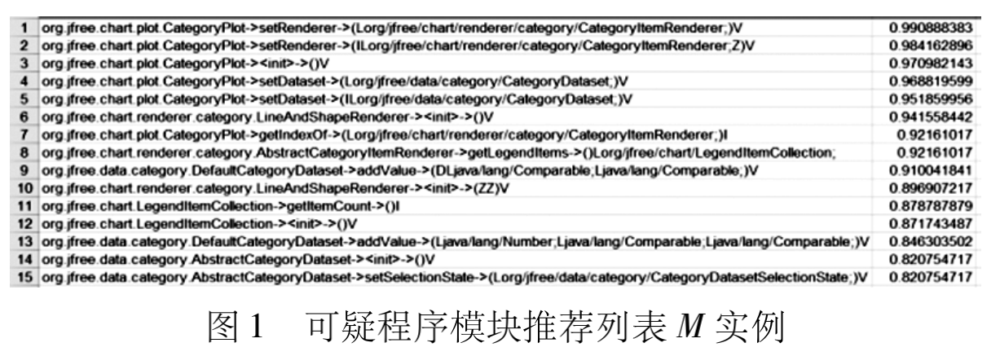 1 org.jfree.chart.plot.CategoryPlot->setRenderer->(Lorg/jfree/chart/renderer/category/CategoryItemRenderer;)V 0.990888383
2 org.jfree.chart.plot.CategoryPlot->setRenderer->(ILorg/jfree/chart/renderer/category/CategoryItemRenderer;Z)V 0.984162896
3 org.jfree.chart.plot.CategoryPlot-><init>->()V 0.970982143
4 org.jfree.chart.plot.CategoryPlot->setDataset->(Lorg/jfree/data/category/CategoryDataset;)V 0.968819599
5 org.jfree.chart.plot.CategoryPlot->setDataset->(ILorg/jfree/data/category/CategoryDataset;)V 0.951859956
6 org.jfree.chart.renderer.category.LineAndShapeRenderer-><init>->()V 0.941558442
7 org.jfree.chart.plot.CategoryPlot->getIndexOf->(Lorg/jfree/chart/renderer/category/CategoryItemRenderer;)I 0.92161017
8 org.jfree.chart.renderer.category.AbstractCategoryItemRenderer->getLegendItems->()Lorg/jfree/chart/LegendItemCollection; 0.92161017
9 org.jfree.data.category.DefaultCategoryDataset->addValue->(DLjava/lang/Comparable;Ljava/lang/Comparable;)V 0.910041841
10 org.jfree.chart.renderer.category.LineAndShapeRenderer-><init>->(ZZ)V 0.896907217
11 org.jfree.chart.LegendItemCollection->getItemCount->()I 0.878787879
12 org.jfree.chart.LegendItemCollection-><init>->()V 0.871743487
13 org.jfree.data.category.DefaultCategoryDataset->addValue->(Ljava/lang/Number;Ljava/lang/Comparable;Ljava/lang/Comparable;)V 0.846303502
14 org.jfree.data.category.AbstractCategoryDataset-><init>->()V 0.820754717
15 org.jfree.data.category.AbstractCategoryDataset->setSelectionState->(Lorg/jfree/data/category/CategoryDatasetSelectionState;)V 0.820754717
图 1 可疑程序模块推荐列表 M 实例